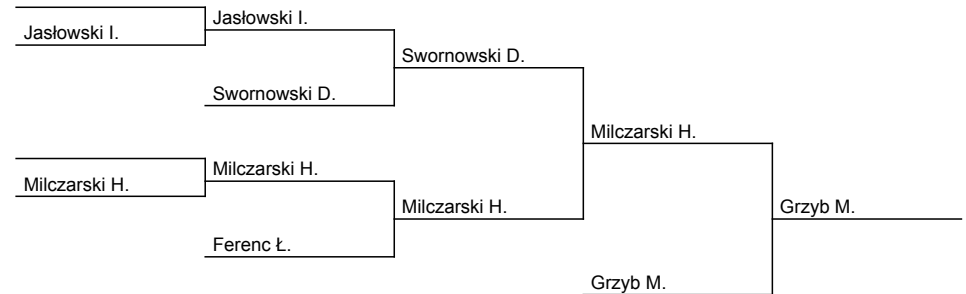 Jasłowski I.
Jasłowski I.
Swornowski D.
Swornowski D.
Milczarski H.
Milczarski H.
Milczarski H.
Milczarski H.
Grzyb M.
Ferenc Ł.
Grzyb M.